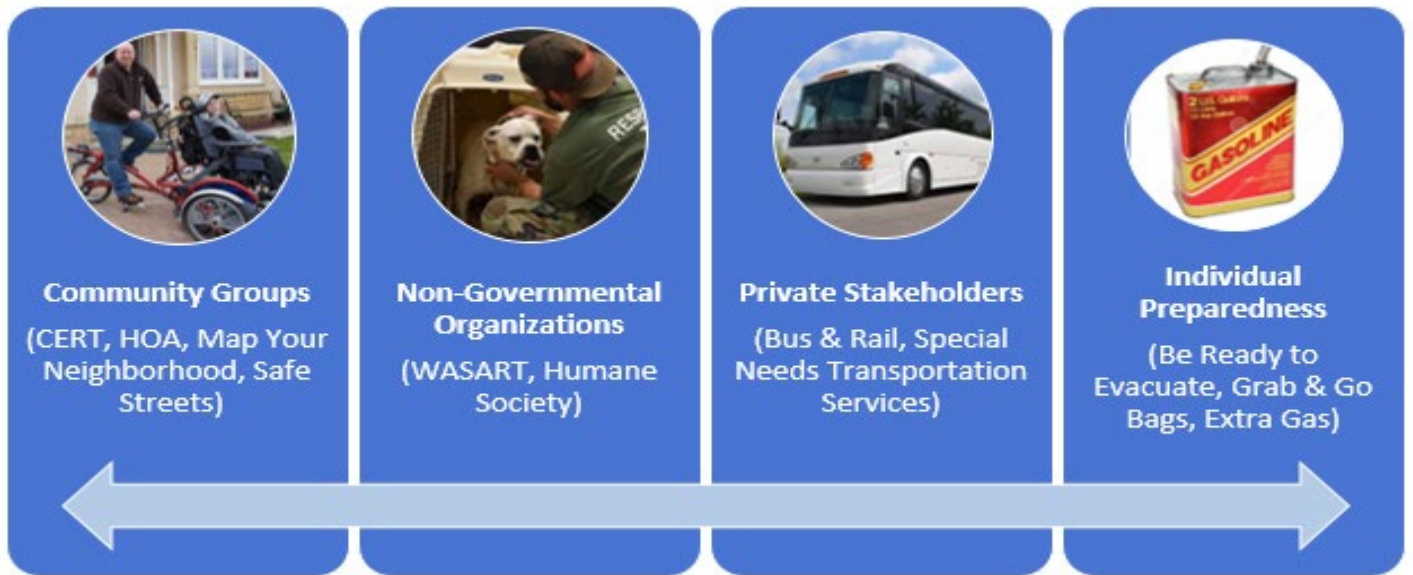 RES
2 U.S. Gallons
GASOLINE
Community Groups
(CERT, HOA, Map Your
Neighborhood, Safe
Streets)
Non-Governmental
Organizations
(WASART, Humane
Society)
Private Stakeholders
(Bus & Rail, Special
Needs Transportation
Services)
Individual
Preparedness
(Be Ready to
Evacuate, Grab & Go
Bags, Extra Gas)